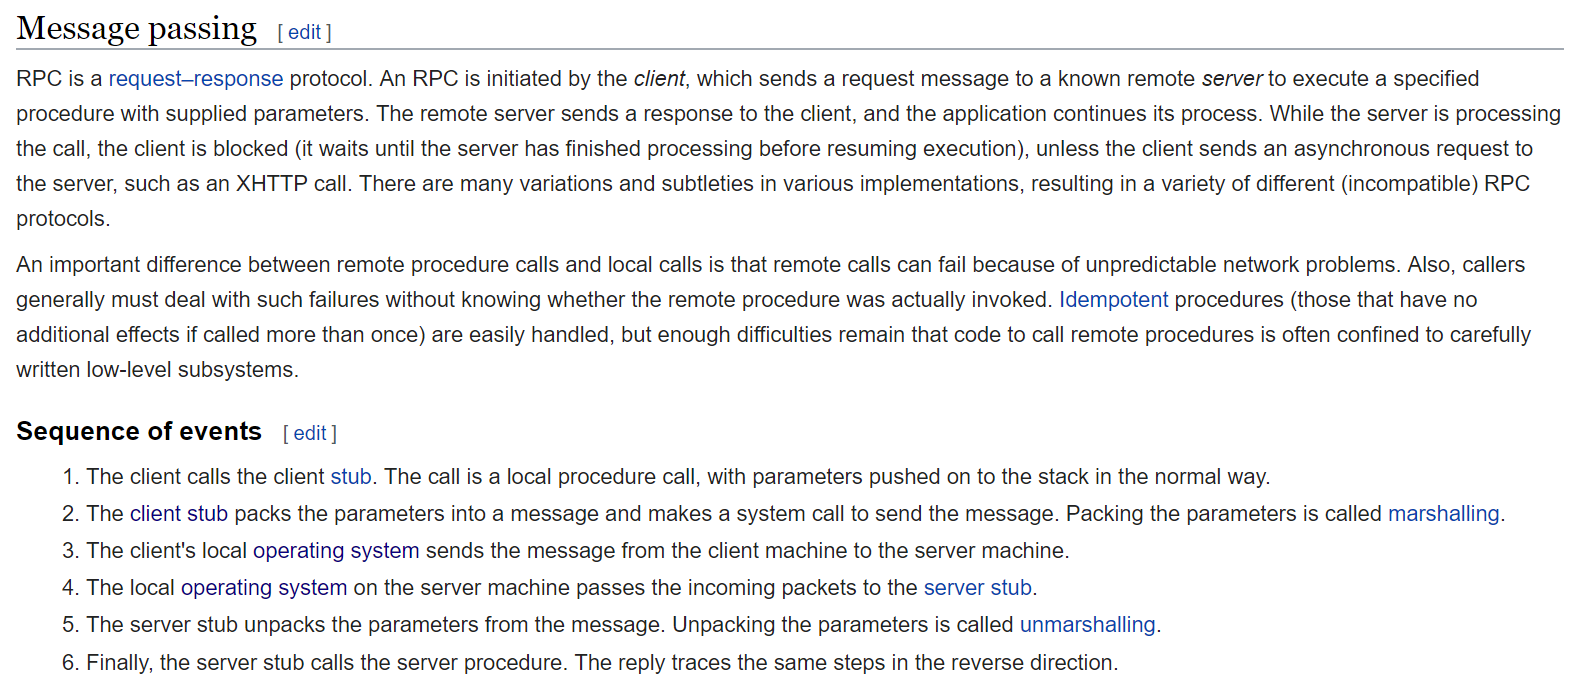 Message passing [ edit ]
RPC is a request–response protocol. An RPC is initiated by the client, which sends a request message to a known remote server to execute a specified
procedure with supplied parameters. The remote server sends a response to the client, and the application continues its process. While the server is processing
the call, the client is blocked (it waits until the server has finished processing before resuming execution), unless the client sends an asynchronous request to
the server, such as an XHTTP call. There are many variations and subtleties in various implementations, resulting in a variety of different (incompatible) RPC
protocols.
An important difference between remote procedure calls and local calls is that remote calls can fail because of unpredictable network problems. Also, callers
generally must deal with such failures without knowing whether the remote procedure was actually invoked. Idempotent procedures (those that have no
additional effects if called more than once) are easily handled, but enough difficulties remain that code to call remote procedures is often confined to carefully
written low-level subsystems.
Sequence of events [ edit ]
1. The client calls the client stub. The call is a local procedure call, with parameters pushed on to the stack in the normal way.
2. The client stub packs the parameters into a message and makes a system call to send the message. Packing the parameters is called marshalling.
3. The client's local operating system sends the message from the client machine to the server machine.
4. The local operating system on the server machine passes the incoming packets to the server stub.
5. The server stub unpacks the parameters from the message. Unpacking the parameters is called unmarshalling.
6. Finally, the server stub calls the server procedure. The reply traces the same steps in the reverse direction.